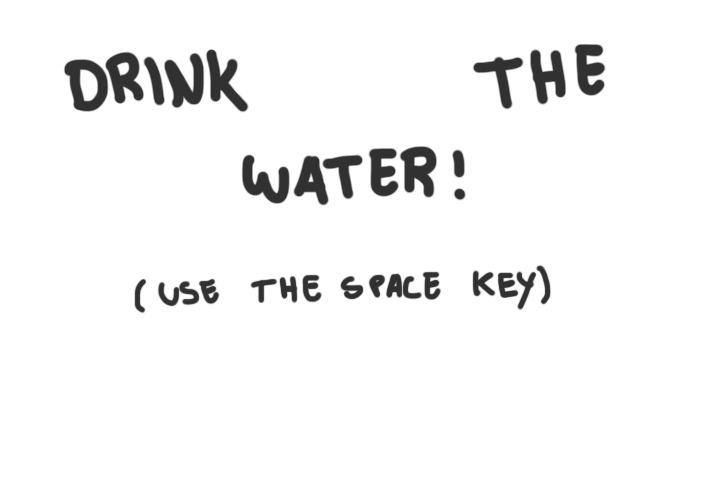 DRINK THE
WATER!
(USE THE SPACE KEY)